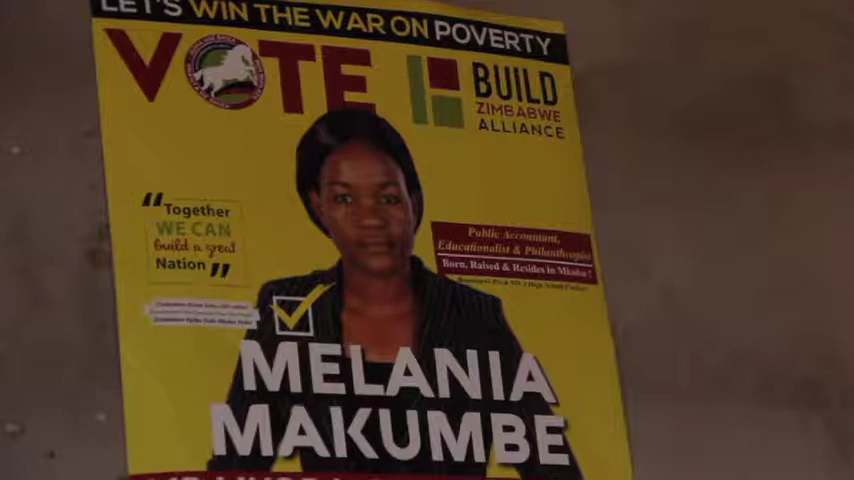 LET'S WIN THE WAR ON POVERTY
VOTE
BUILD
ZIMBABWE
ALLIANCE
"Together
WE CAN
build a great
Nation"
Public Accountant,
Educationalist & Philanthropist
Born, Raised & Resides in Mkoba !
MELANIA
MAKUMBE